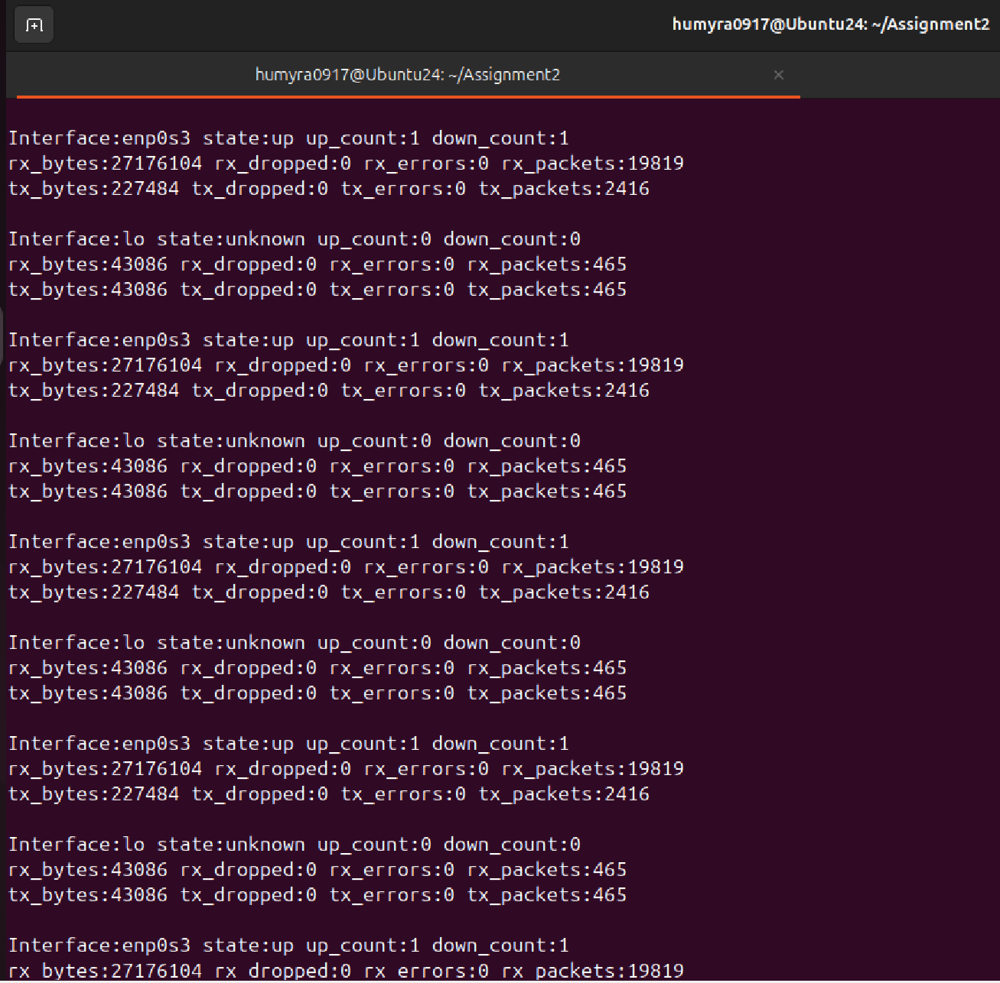 humyra0917@Ubuntu24: ~/Assignment2
humyra0917@Ubuntu24: ~/Assignment2
Interface:enp0s3 state:up up_count:1 down_count:1
rx_bytes:27176104 rx_dropped:0 rx_errors:0 rx_packets:19819
tx_bytes:227484 tx_dropped:0 tx_errors:0 tx_packets:2416
Interface:lo state:unknown up_count:0 down_count:0
rx_bytes:43086 rx_dropped:0 rx_errors:0 rx_packets:465
tx_bytes:43086 tx_dropped:0 tx_errors:0 tx_packets:465
Interface:enp0s3 state:up up_count:1 down_count:1
rx_bytes:27176104 rx_dropped:0 rx_errors:0 rx_packets:19819
tx_bytes:227484 tx_dropped:0 tx_errors:0 tx_packets:2416
Interface:lo state:unknown up_count:0 down_count:0
rx_bytes:43086 rx_dropped:0 rx_errors:0 rx_packets:465
tx_bytes:43086 tx_dropped:0 tx_errors:0 tx_packets:465
Interface:enp0s3 state:up up_count:1 down_count:1
rx_bytes:27176104 rx_dropped:0 rx_errors:0 rx_packets:19819
tx_bytes:227484 tx_dropped:0 tx_errors:0 tx_packets:2416
Interface:lo state:unknown up_count:0 down_count:0
rx_bytes:43086 rx_dropped:0 rx_errors:0 rx_packets:465
tx_bytes:43086 tx_dropped:0 tx_errors:0 tx_packets:465
Interface:enp0s3 state:up up_count:1 down_count:1
rx_bytes:27176104 rx_dropped:0 rx_errors:0 rx_packets:19819
tx_bytes:227484 tx_dropped:0 tx_errors:0 tx_packets:2416
Interface:lo state:unknown up_count:0 down_count:0
rx_bytes:43086 rx_dropped:0 rx_errors:0 rx_packets:465
tx_bytes:43086 tx_dropped:0 tx_errors:0 tx_packets:465
Interface:enp0s3 state:up up_count:1 down_count:1
rx_bytes:27176104 rx_dropped:0 rx_errors:0 rx_packets:19819